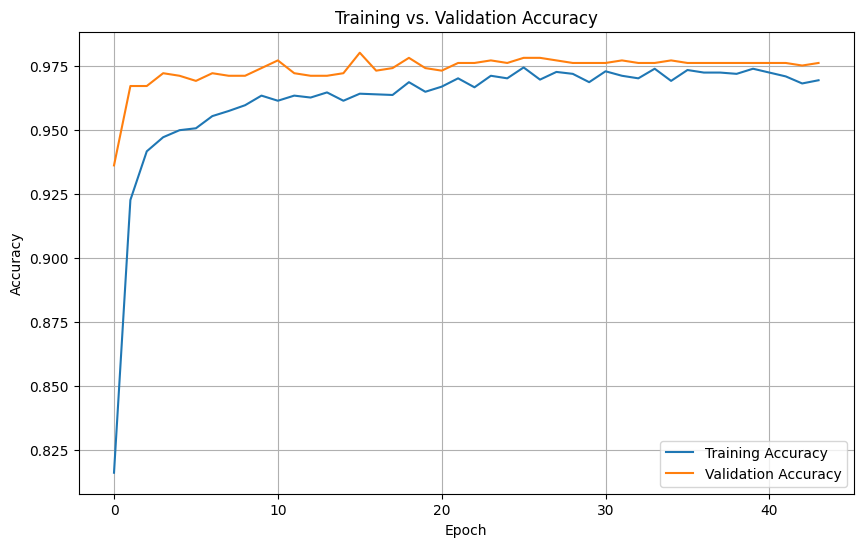 Training vs. Validation Accuracy
Accuracy
0.975
0.950
0.925
0.900
0.875
0.850
0.825
0
10
20
30
40
Epoch
Training Accuracy
Validation Accuracy